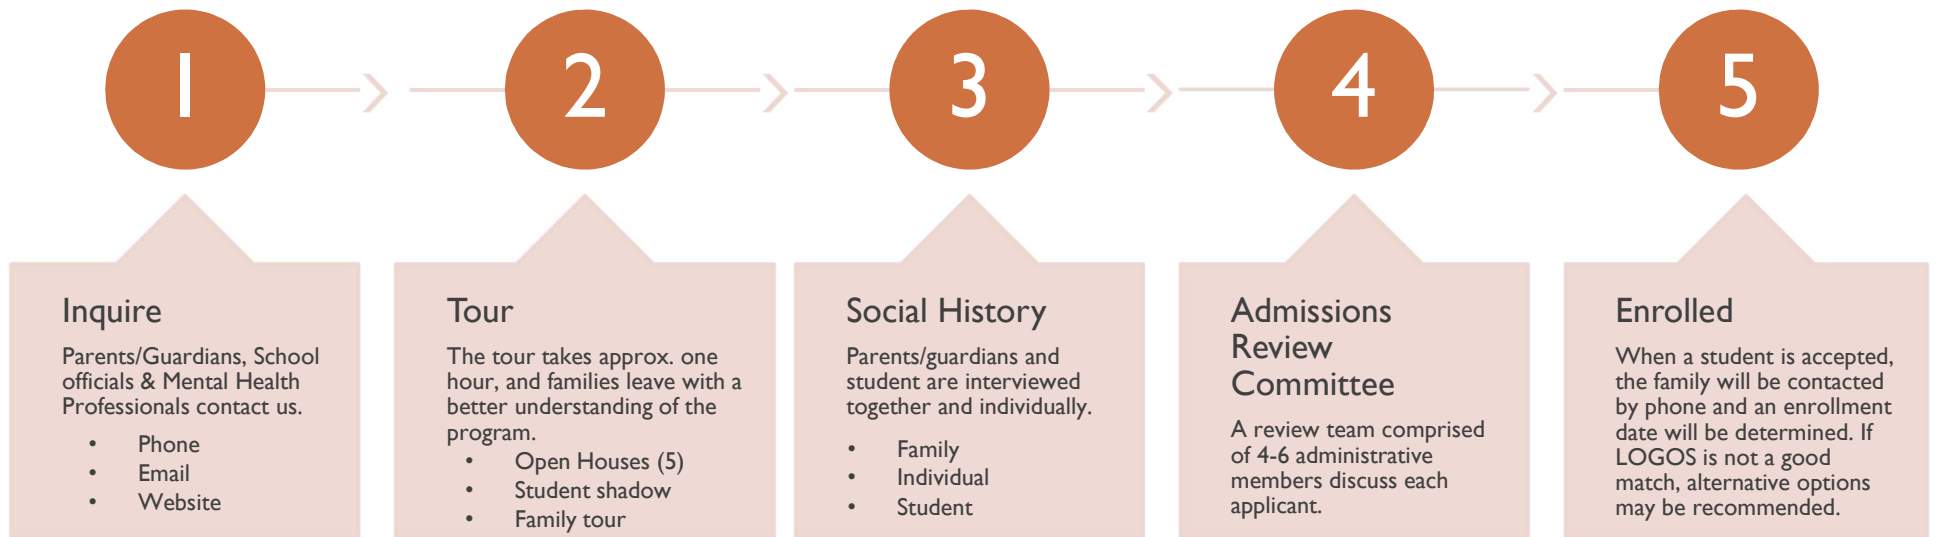 1
2
3
4
5
Inquire
Parents/Guardians, School
officials & Mental Health
Professionals contact us.
• Phone
• Email
• Website
Tour
The tour takes approx. one
hour, and families leave with a
better understanding of the
program.
• Open Houses (5)
• Student shadow
• Family tour
Social History
Parents/guardians and
student are interviewed
together and individually.
• Family
• Individual
• Student
Admissions
Review
Committee
A review team comprised
of 4-6 administrative
members discuss each
applicant.
Enrolled
When a student is accepted,
the family will be contacted
by phone and an enrollment
date will be determined. If
LOGOS is not a good
match, alternative options
may be recommended.